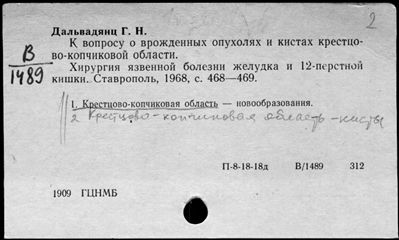 2
Дальвадянц Г. Н.
В
1489
К вопросу о врожденных опухолях и кистах крестцо-
во-копчиковой области.
Хирургия язвенной болезни желудка и 12-перстной
кишки. Ставрополь, 1968, с. 468—469.
1. Крестцово-копчиковая область — новообразования.
2 Крестцово-копчиковая область - кисты
П-8-18-18д В/1489 312
1909 ГЦНМБ